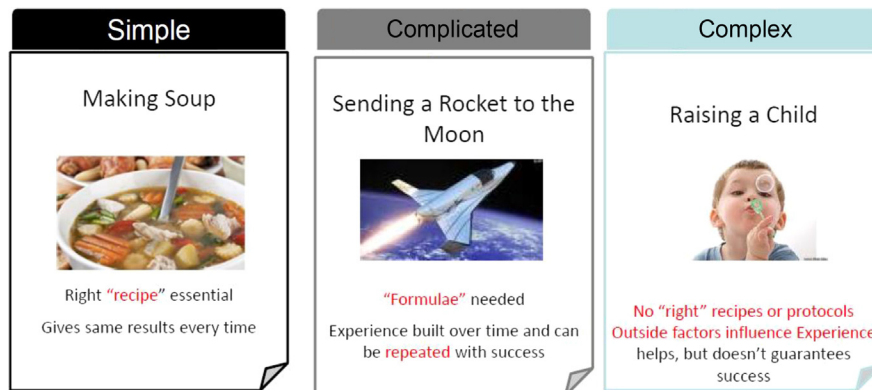 Simple
Making Soup
Right “recipe” essential
Gives same results every time
Complicated
Sending a Rocket to the
Moon
“Formulae” needed
Experience built over time and can
be repeated with success
Complex
Raising a Child
No “right” recipes or protocols
Outside factors influence Experience
helps, but doesn’t guarantees
success